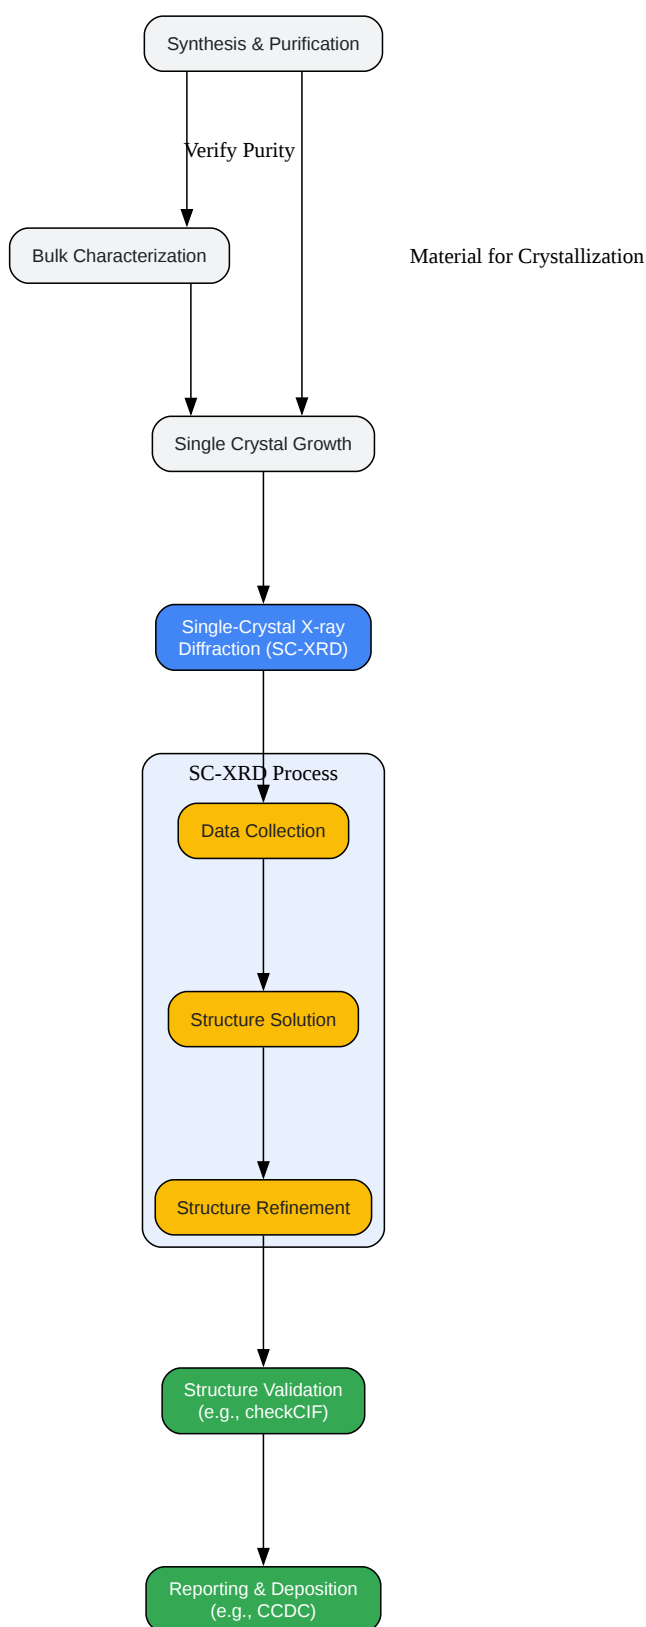 Synthesis & Purification
Verify Purity
Bulk Characterization
Material for Crystallization
Single Crystal Growth
Single-Crystal X-ray
Diffraction (SC-XRD)
SC-XRD Process
Data Collection
Structure Solution
Structure Refinement
Structure Validation
(e.g., checkCIF)
Reporting & Deposition
(e.g., CCDC)